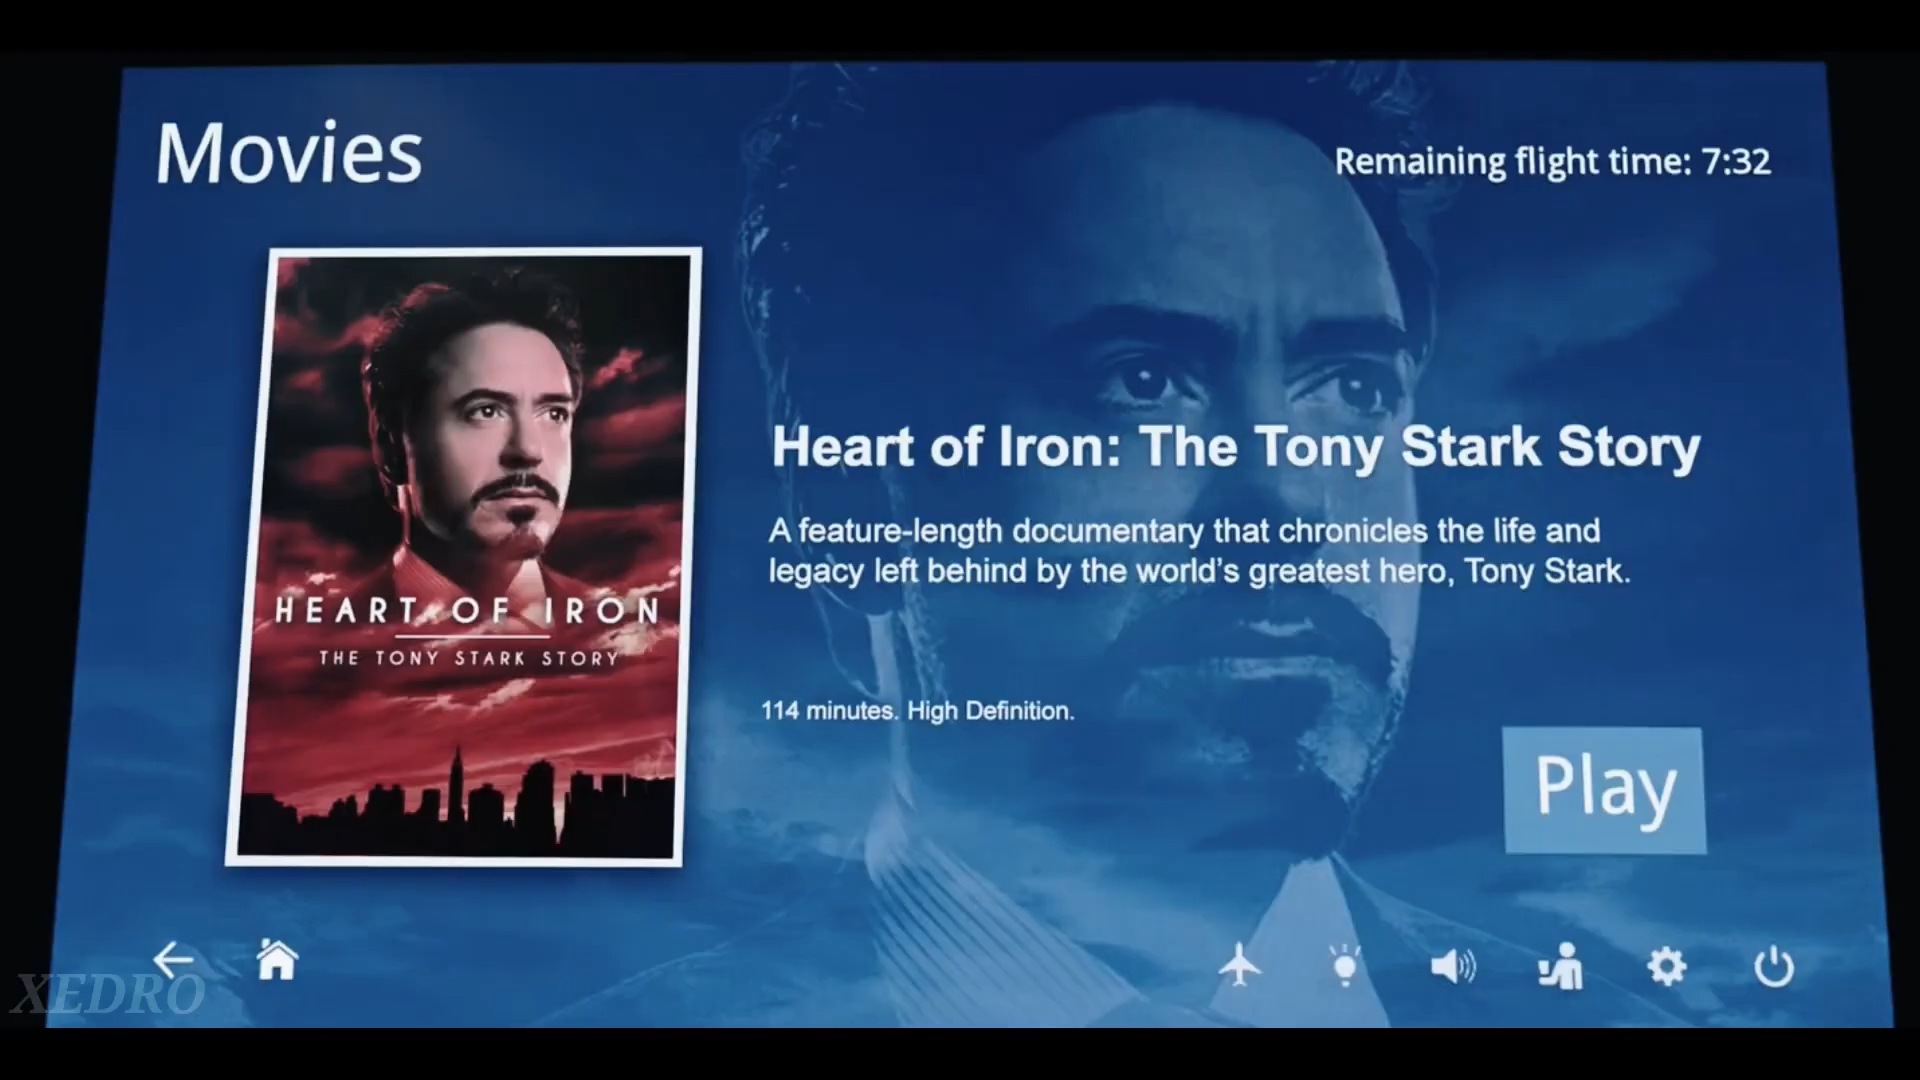 Movies
Remaining flight time: 7:32
HEART OF IRON
THE TONY STARK STORY
Heart of Iron: The Tony Stark Story
A feature-length documentary that chronicles the life and
legacy left behind by the world's greatest hero, Tony Stark.
114 minutes. High Definition.
Play
XEDRO